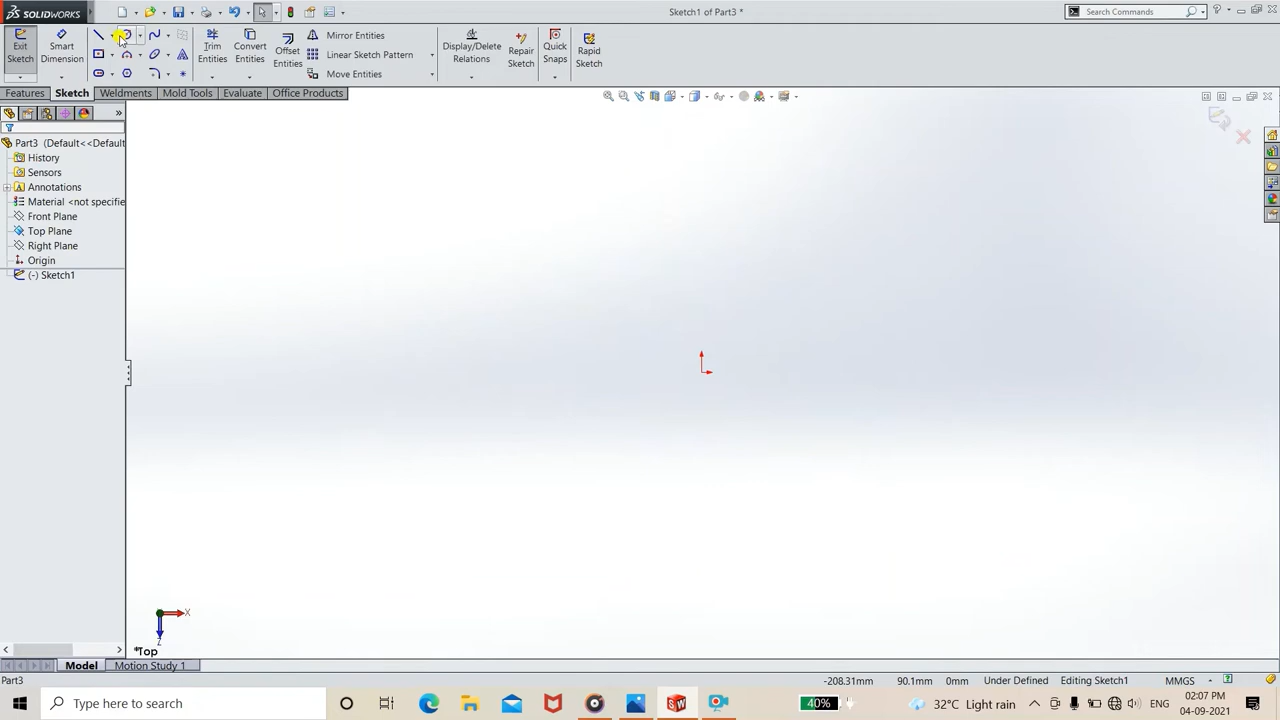 SOLIDWORKS
Sketch1 of Part3 *
Search Commands
Exit Sketch
Smart Dimension
Trim Entities
Convert Entities
Offset Entities
Mirror Entities
Linear Sketch Pattern
Move Entities
Display/Delete Relations
Repair Sketch
Quick Snaps
Rapid Sketch
Features
Sketch
Weldments
Mold Tools
Evaluate
Office Products
Part3 (Default<<Default
History
Sensors
Annotations
Material <not specifie
Front Plane
Top Plane
Right Plane
Origin
(-) Sketch1
X
Z
*Top
Model
Motion Study 1
Part3
-208.31mm
90.1mm
0mm
Under Defined
Editing Sketch1
MMGS
Type here to search
40%
32°C Light rain
ENG
02:07 PM
04-09-2021